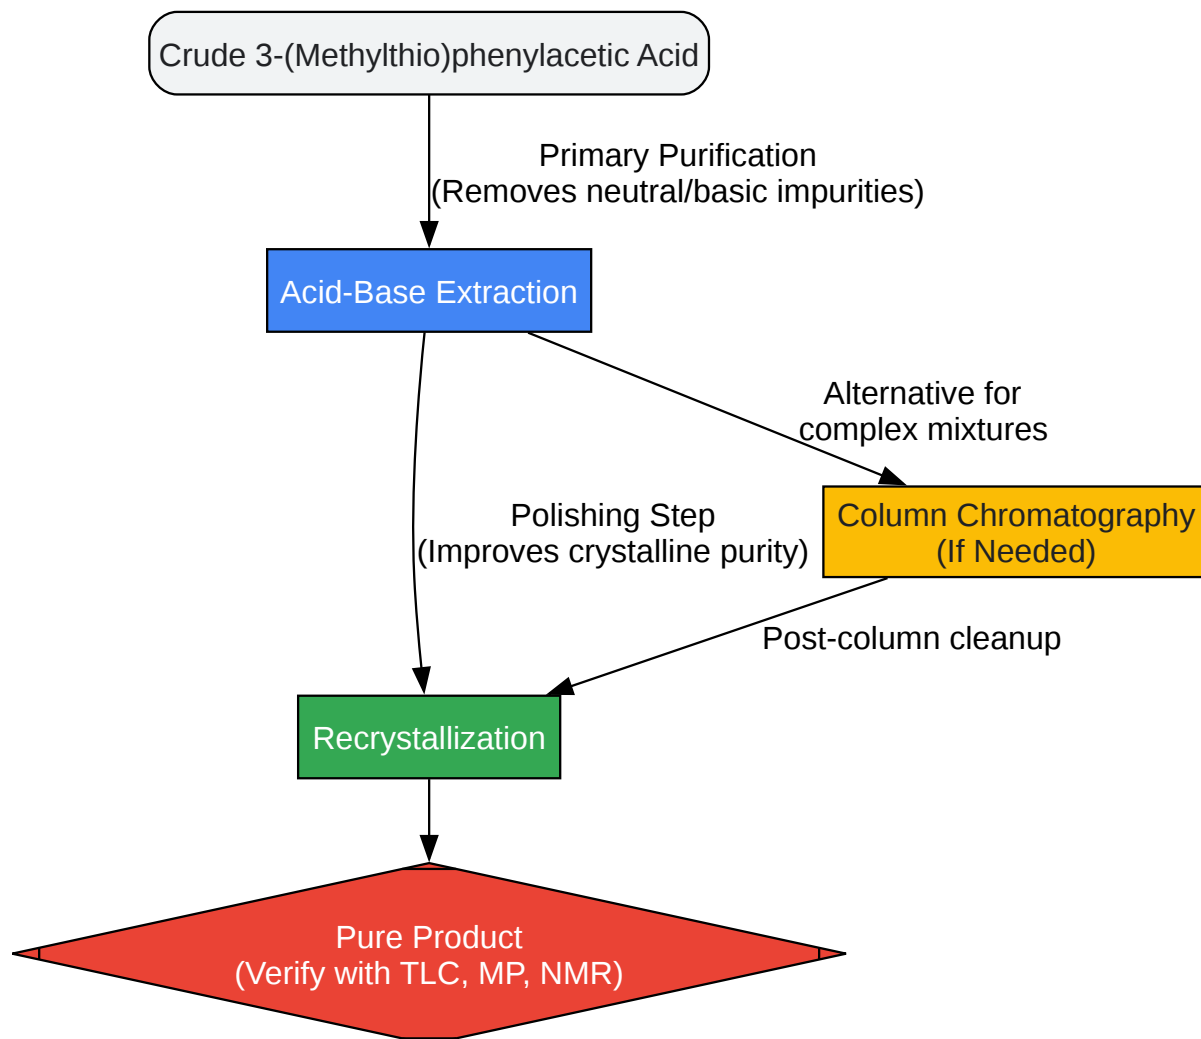 Crude 3-(Methylthio)phenylacetic Acid
Primary Purification
(Removes neutral/basic impurities)
Acid-Base Extraction
Alternative for
complex mixtures
Column Chromatography
(If Needed)
Polishing Step
(Improves crystalline purity)
Post-column cleanup
Recrystallization
Pure Product
(Verify with TLC, MP, NMR)